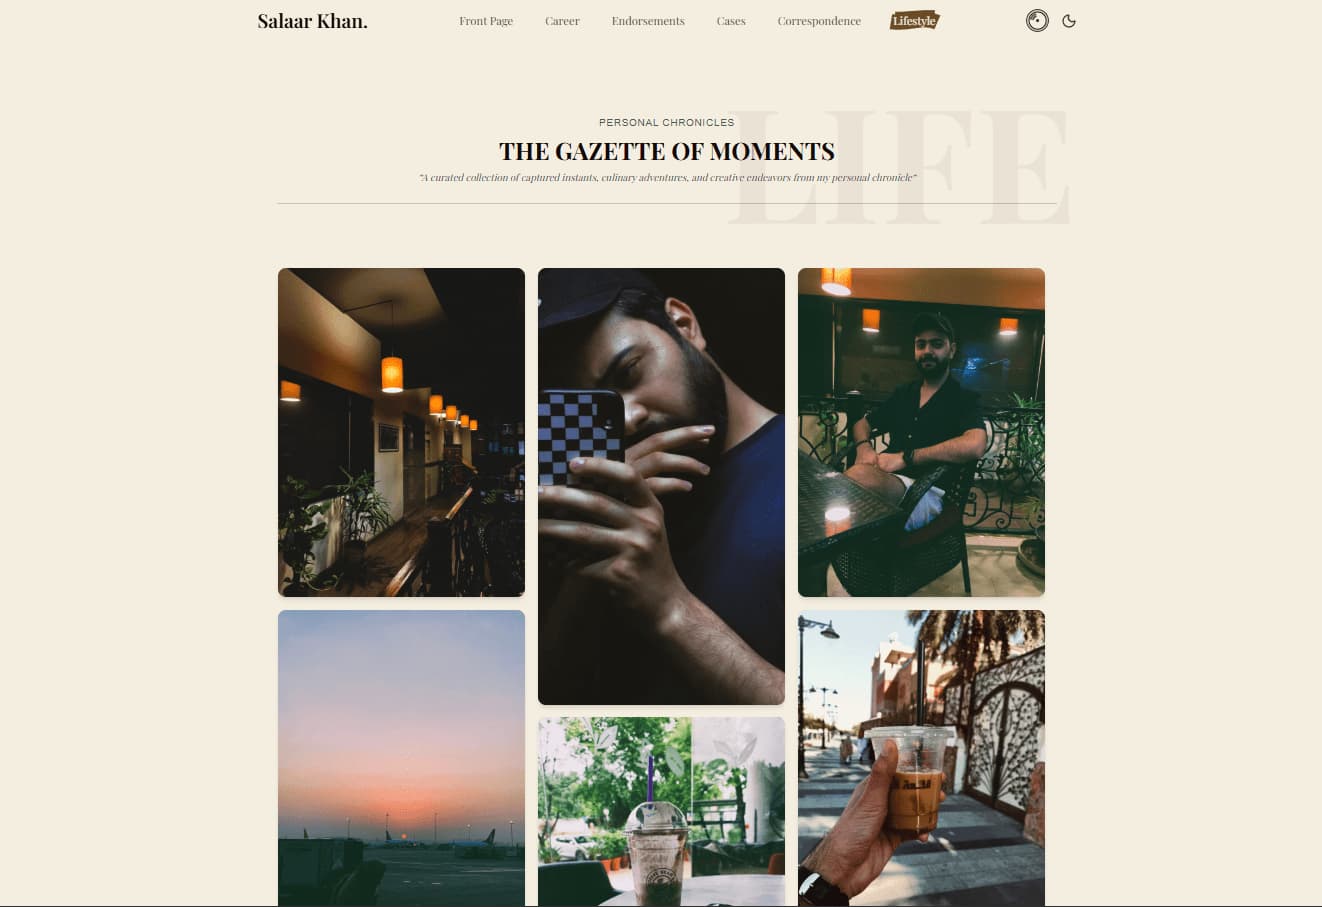 Salaar Khan.
Front Page
Career
Endorsements
Cases
Correspondence
Lifestyle
LIFE
PERSONAL CHRONICLES
THE GAZETTE OF MOMENTS
"A curated collection of captured instants, culinary adventures, and creative endeavors from my personal chronicle"